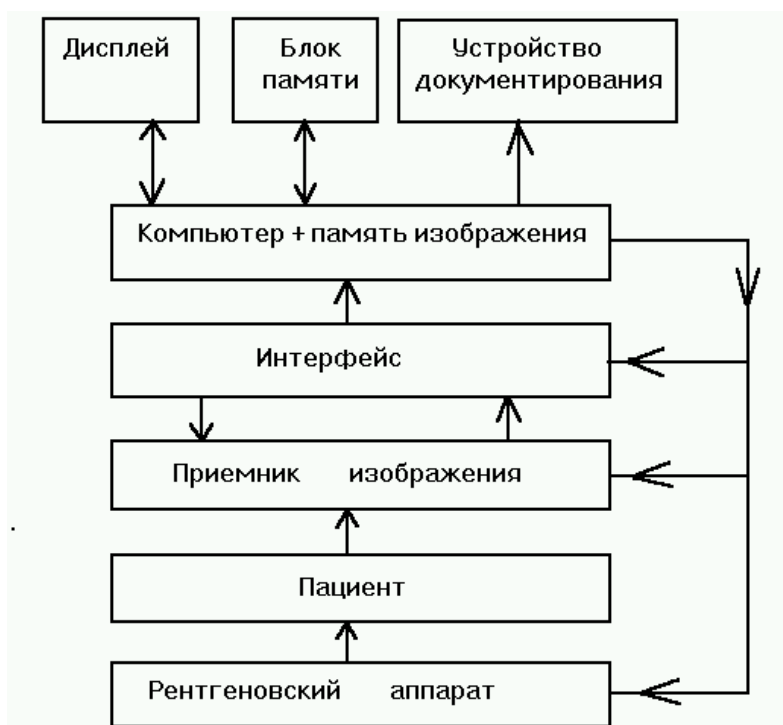 Дисплей
Блок
памяти
Устройство
документирования
Компьютер + память изображения
Интерфейс
Приемник изображения
Пациент
Рентгеновский аппарат